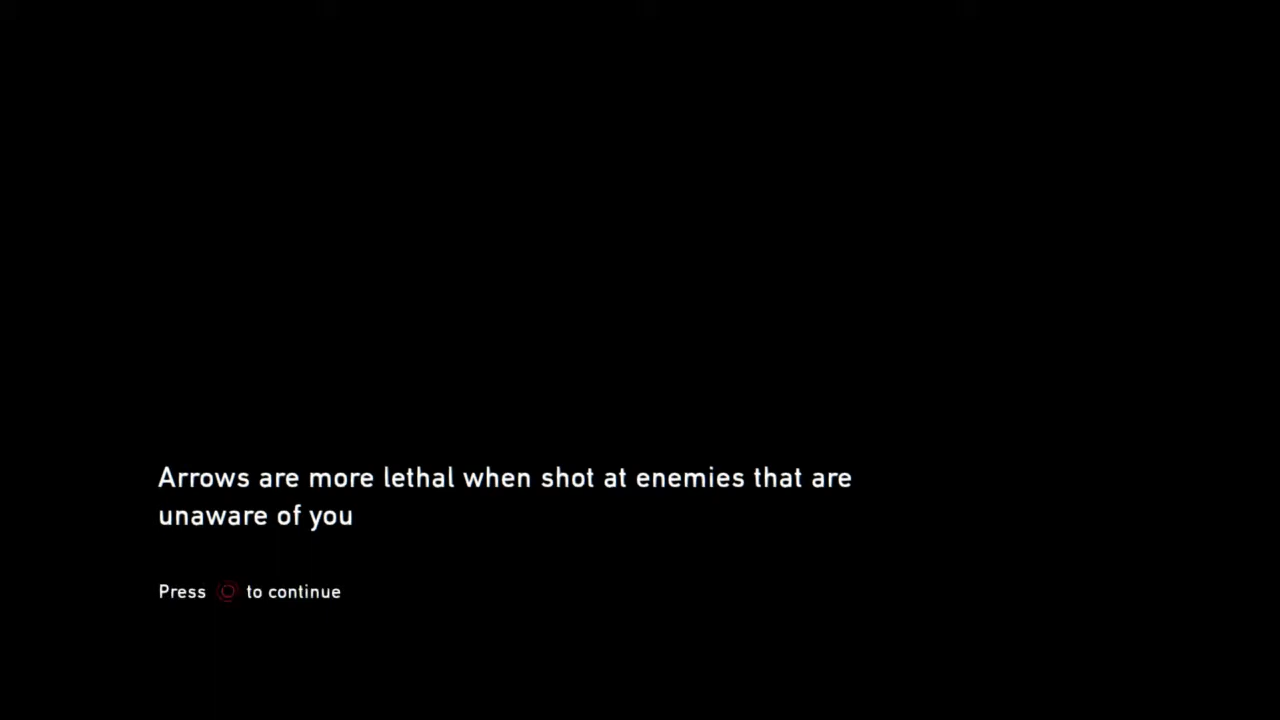 Arrows are more lethal when shot at enemies that are
unaware of you
Press to continue